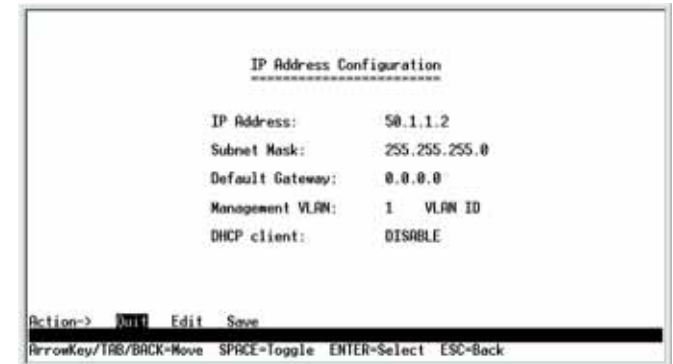 IP Address Configuration
IP Address: 50.1.1.2
Subnet Mask: 255.255.255.0
Default Gateway: 0.0.0.0
Management VLAN: 1 VLAN ID
DHCP client: DISABLE
Action-> Quit Edit Save
ArrowKey/TAB/BACK=Move SPACE=Toggle ENTER=Select ESC=Back